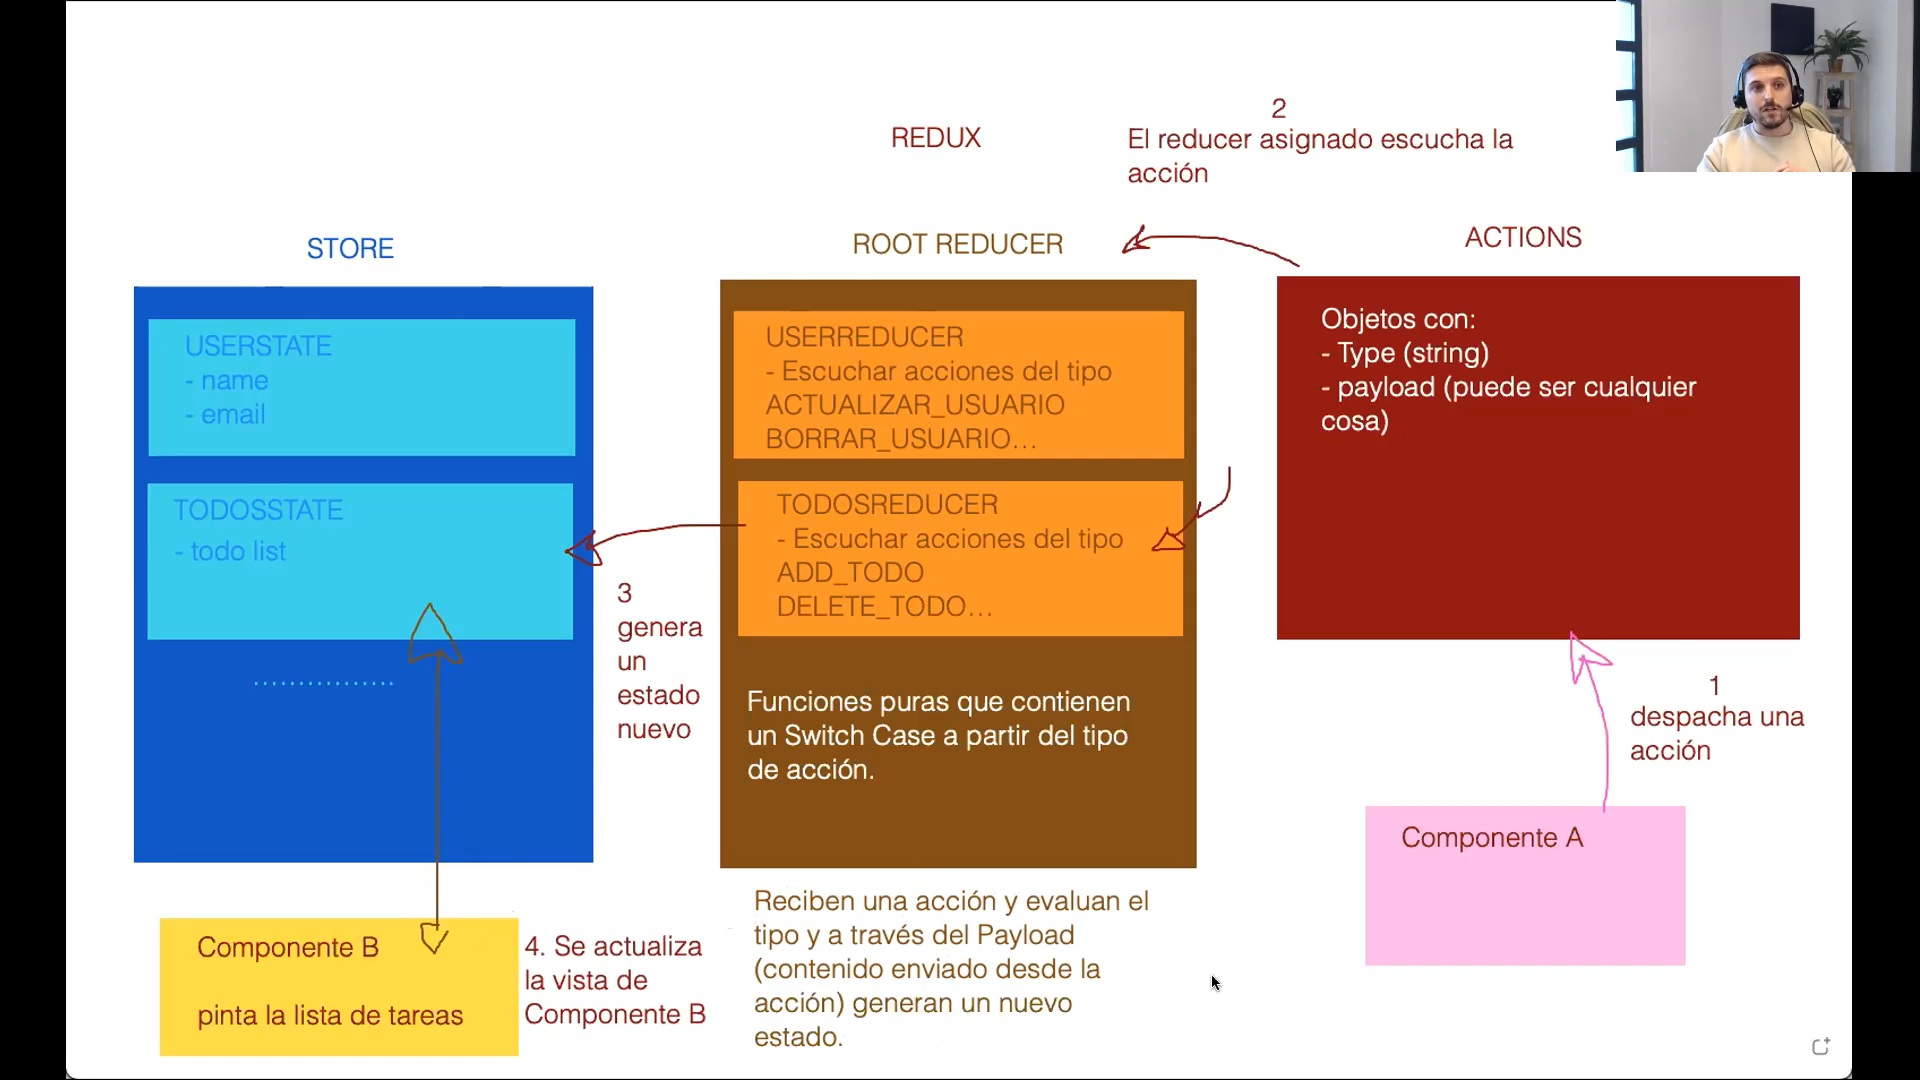 REDUX
2
El reducer asignado escucha la
acción
STORE
ROOT REDUCER
ACTIONS
USERSTATE
- name
- email
TODOSSTATE
- todo list
................
3
genera
un
estado
nuevo
USERREDUCER
- Escuchar acciones del tipo
ACTUALIZAR_USUARIO
BORRAR_USUARIO...
TODOSREDUCER
- Escuchar acciones del tipo
ADD_TODO
DELETE_TODO...
Funciones puras que contienen
un Switch Case a partir del tipo
de acción.
Reciben una acción y evaluan el
tipo y a través del Payload
(contenido enviado desde la
acción) generan un nuevo
estado.
Objetos con:
- Type (string)
- payload (puede ser cualquier
cosa)
1
despacha una
acción
Componente A
Componente B
pinta la lista de tareas
4. Se actualiza
la vista de
Componente B